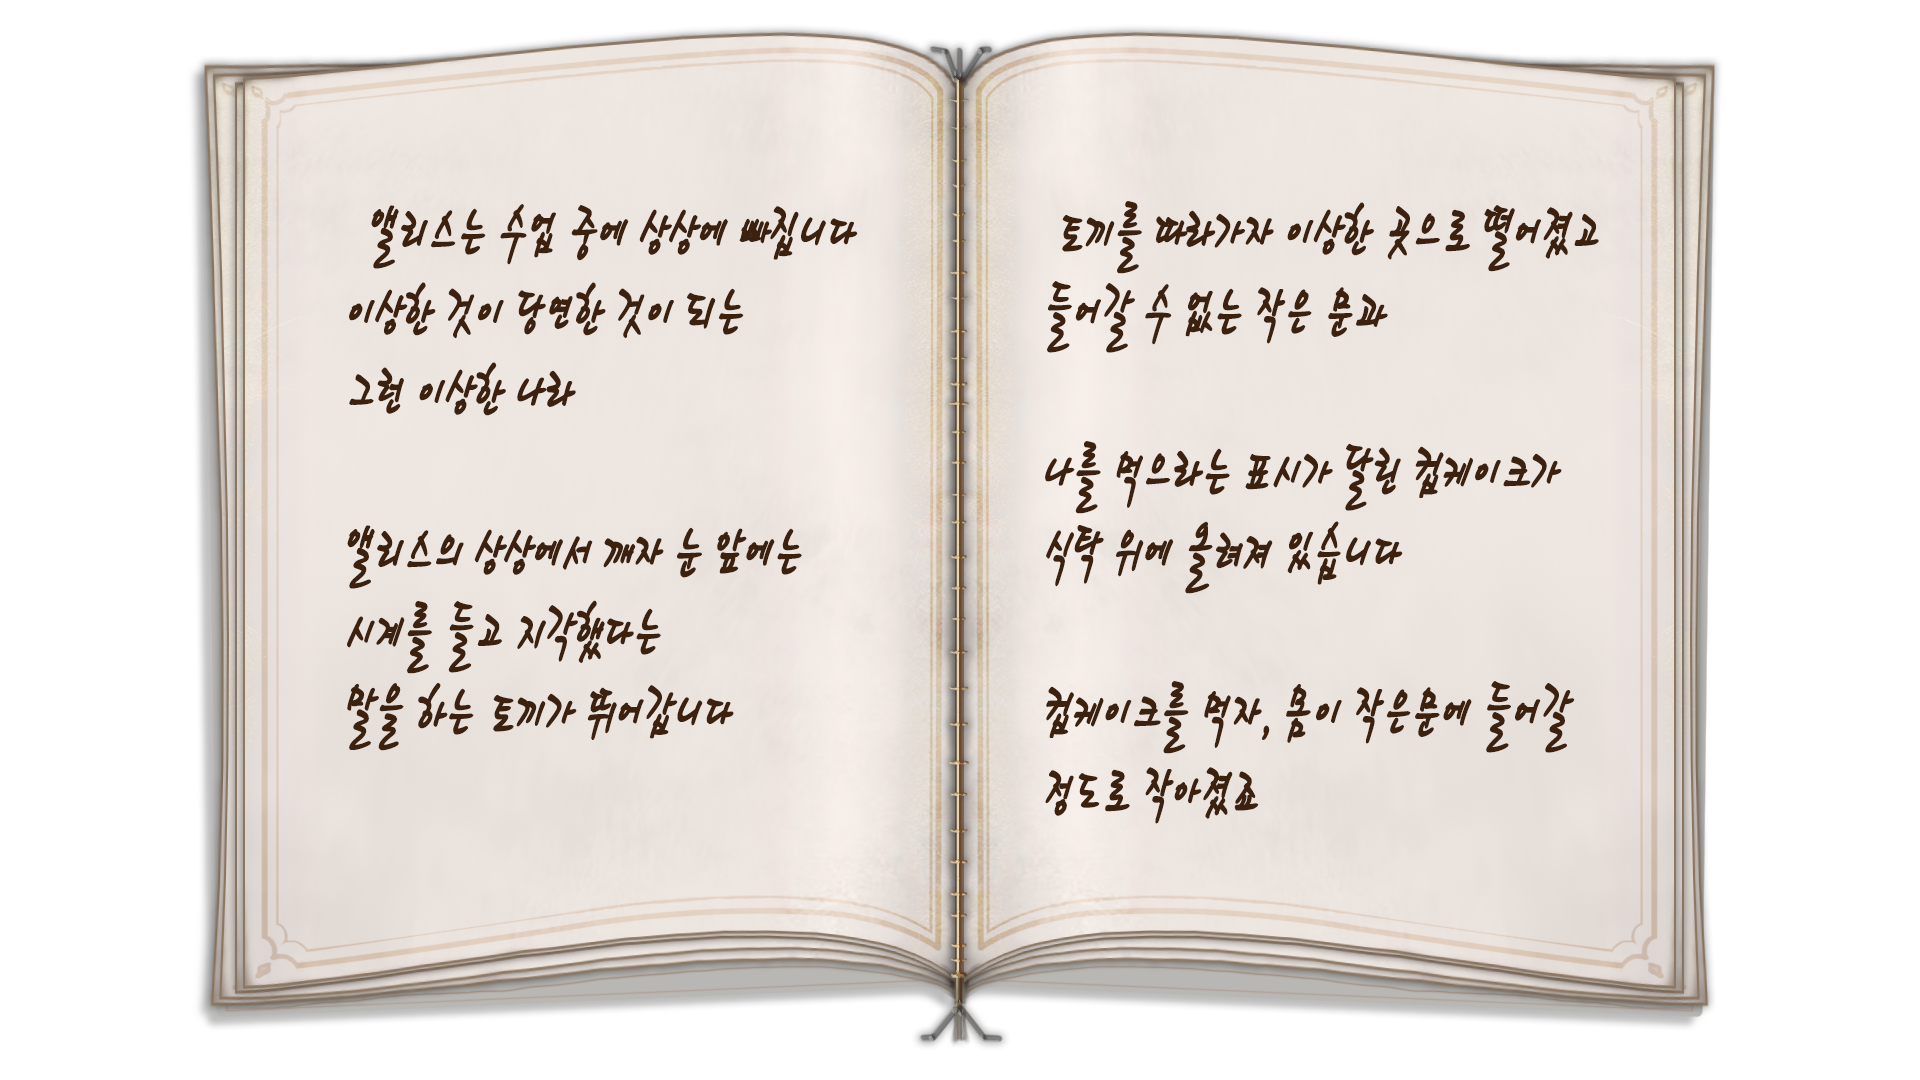 앨리스는 수업 중에 상상에 빠집니다
이상한 것이 당연한 것이 되는
그런 이상한 나라
앨리스의 상상에서 깨자 눈 앞에는
시계를 들고 지각했다는
말을 하는 토끼가 뛰어갑니다
토끼를 따라가자 이상한 곳으로 떨어졌고
들어갈 수 없는 작은 문과
나를 먹으라는 표시가 달린 컵케이크가
식탁 위에 올려져 있습니다
컵케이크를 먹자, 몸이 작은문에 들어갈
정도로 작아졌죠